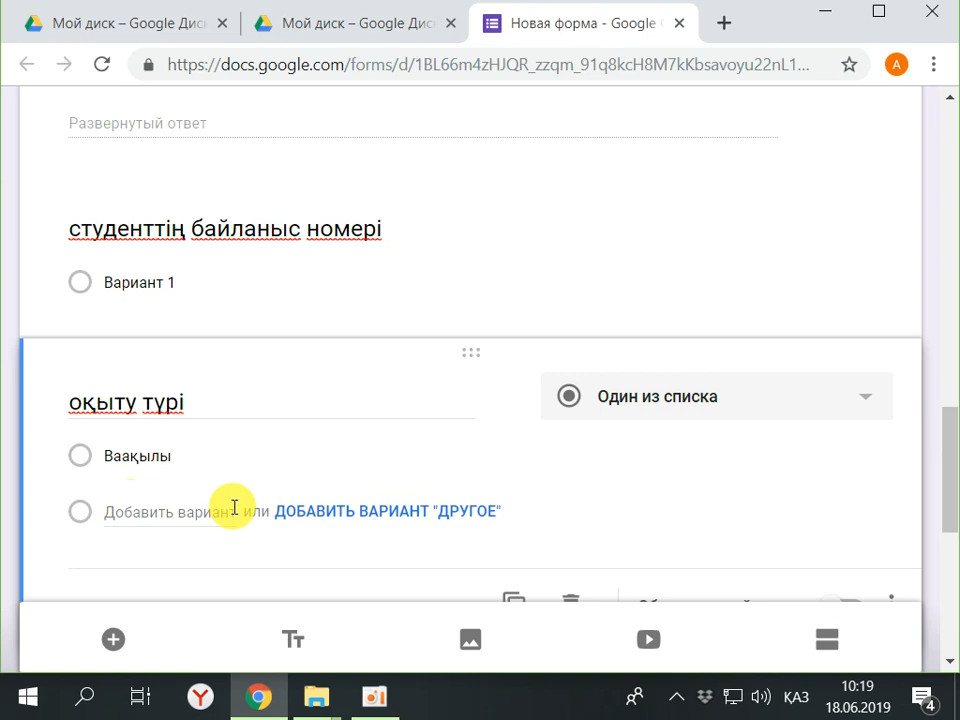 Мой диск – Google Дис
Мой диск – Google Дис
Новая форма - Google
https://docs.google.com/forms/d/1BL66m4zHJQR_zzqm_91q8kcH8M7kKbsavoyu22nL1...
A
Развернутый ответ
студенттің байланыс номері
Вариант 1
оқыту түрі
Один из списка
Ваақылы
Добавить вариант или ДОБАВИТЬ ВАРИАНТ "ДРУГОЕ"
Tт
ҚАЗ
10:19
18.06.2019
4